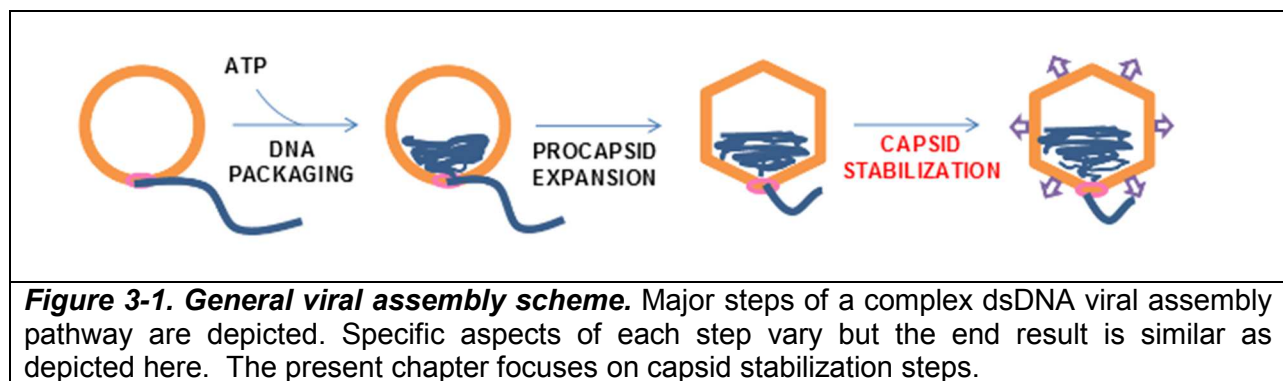 ATP
DNA
PACKAGING
PROCAPSID
EXPANSION
CAPSID
STABILIZATION
Figure 3-1. General viral assembly scheme. Major steps of a complex dsDNA viral assembly
pathway are depicted. Specific aspects of each step vary but the end result is similar as
depicted here. The present chapter focuses on capsid stabilization steps.